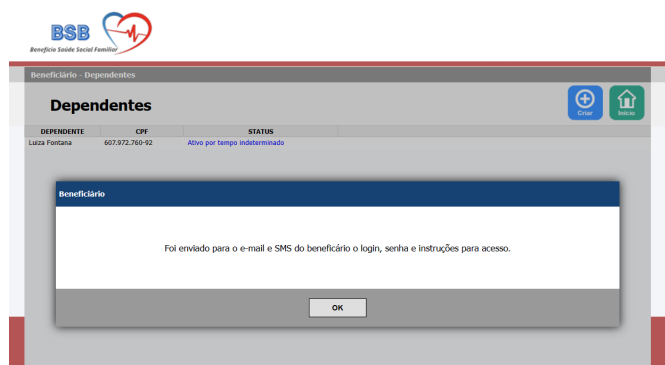 BSB
Benefício Saúde Social Familiar
Beneficiário - Dependentes
Dependentes
Criar
Início
DEPENDENTE CPF STATUS
Luiza Fontana 607.972.760-92 Ativo por tempo indeterminado
Beneficiário
Foi enviado para o e-mail e SMS do beneficário o login, senha e instruções para acesso.
OK